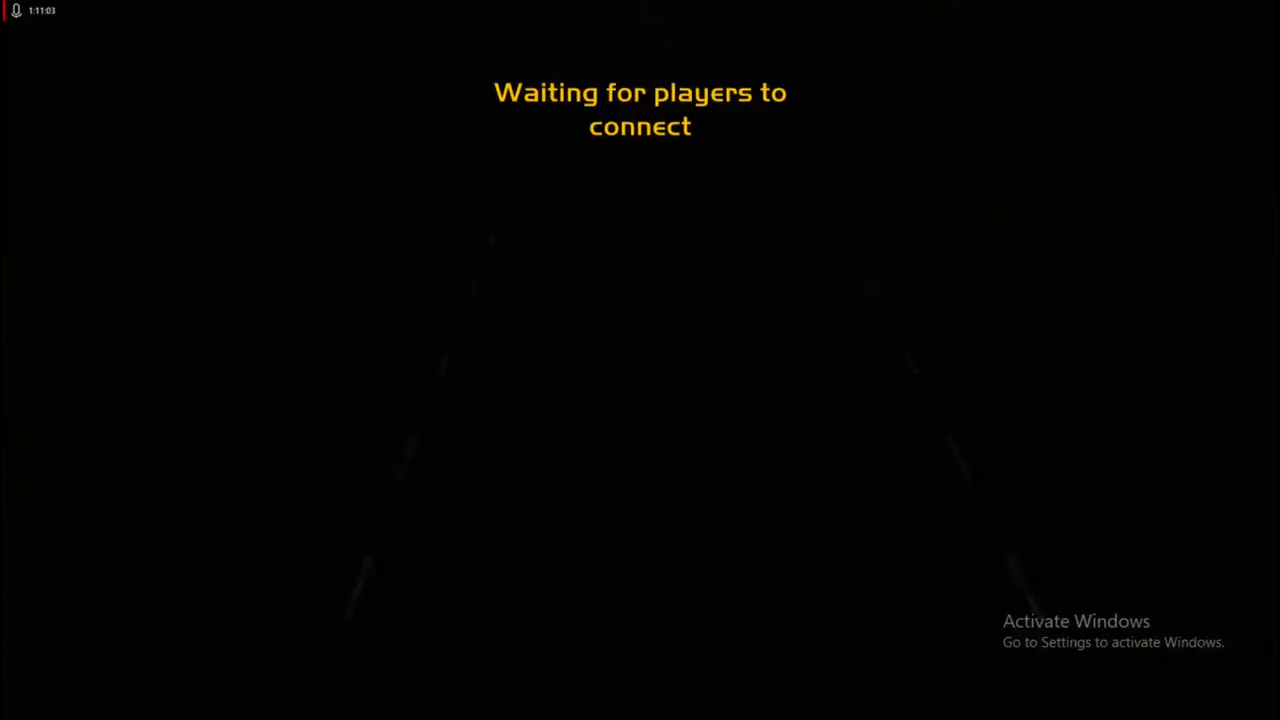 1:11:03
Waiting for players to
connect
Activate Windows
Go to Settings to activate Windows.